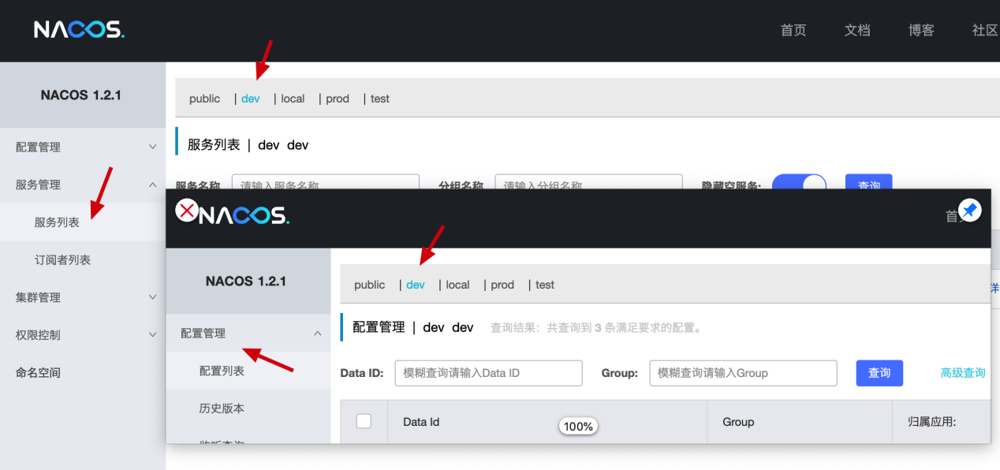 NACOS.
首页 文档 博客 社区
NACOS 1.2.1
public | dev | local | prod | test
配置管理
服务列表 | dev dev
服务管理
服务名称 请输入服务名称 分组名称 请输入分组名称 隐藏空服务: 查询
服务列表
订阅者列表
集群管理
权限控制
命名空间
详
NACOS.
首
NACOS 1.2.1
public | dev | local | prod | test
配置管理
配置管理 | dev dev 查询结果：共查询到 3 条满足要求的配置。
配置列表
Data ID: 模糊查询请输入Data ID Group: 模糊查询请输入Group 查询 高级查询
历史版本
监听查询
Data Id Group 归属应用:
100%